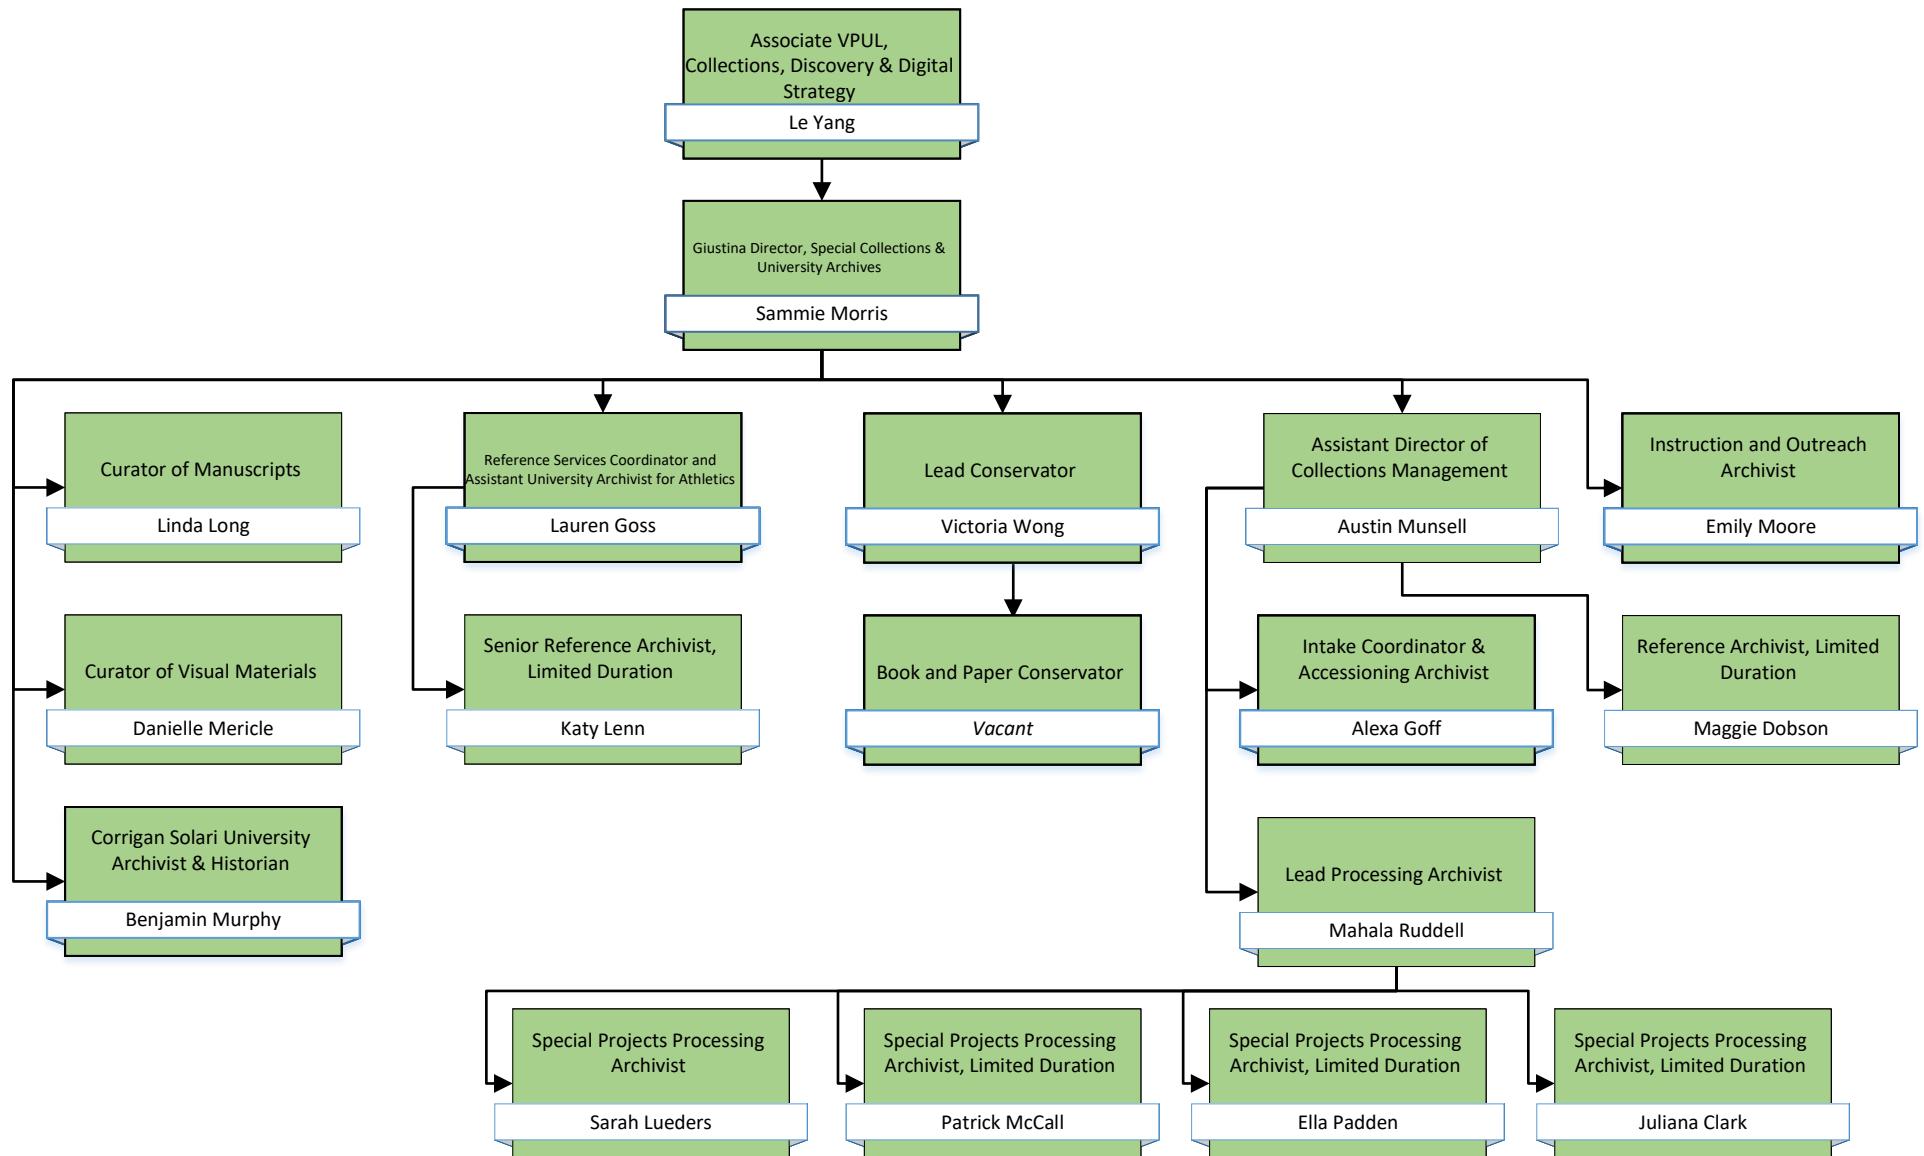 Associate VPUL,
Collections, Discovery & Digital
Strategy
Le Yang
Giustina Director, Special Collections &
University Archives
Sammie Morris
Curator of Manuscripts
Linda Long
Reference Services Coordinator and
Assistant University Archivist for Athletics
Lauren Goss
Lead Conservator
Victoria Wong
Assistant Director of
Collections Management
Austin Munsell
Instruction and Outreach
Archivist
Emily Moore
Curator of Visual Materials
Danielle Mericle
Senior Reference Archivist,
Limited Duration
Katy Lenn
Book and Paper Conservator
Vacant
Intake Coordinator &
Accessioning Archivist
Alexa Goff
Reference Archivist, Limited
Duration
Maggie Dobson
Corrigan Solari University
Archivist & Historian
Benjamin Murphy
Lead Processing Archivist
Mahala Ruddell
Special Projects Processing
Archivist
Sarah Lueders
Special Projects Processing
Archivist, Limited Duration
Patrick McCall
Special Projects Processing
Archivist, Limited Duration
Ella Padden
Special Projects Processing
Archivist, Limited Duration
Juliana Clark